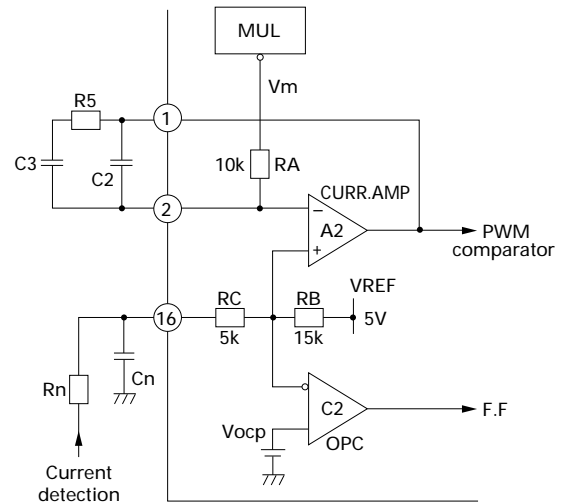 MUL
Vm
R5
1
C3
C2
10k
RA
2
CURR.AMP
−
A2
+
PWM
comparator
VREF
5V
16
RC
5k
RB
15k
Rn
Cn
C2
OPC
F.F
Vocp
Current
detection